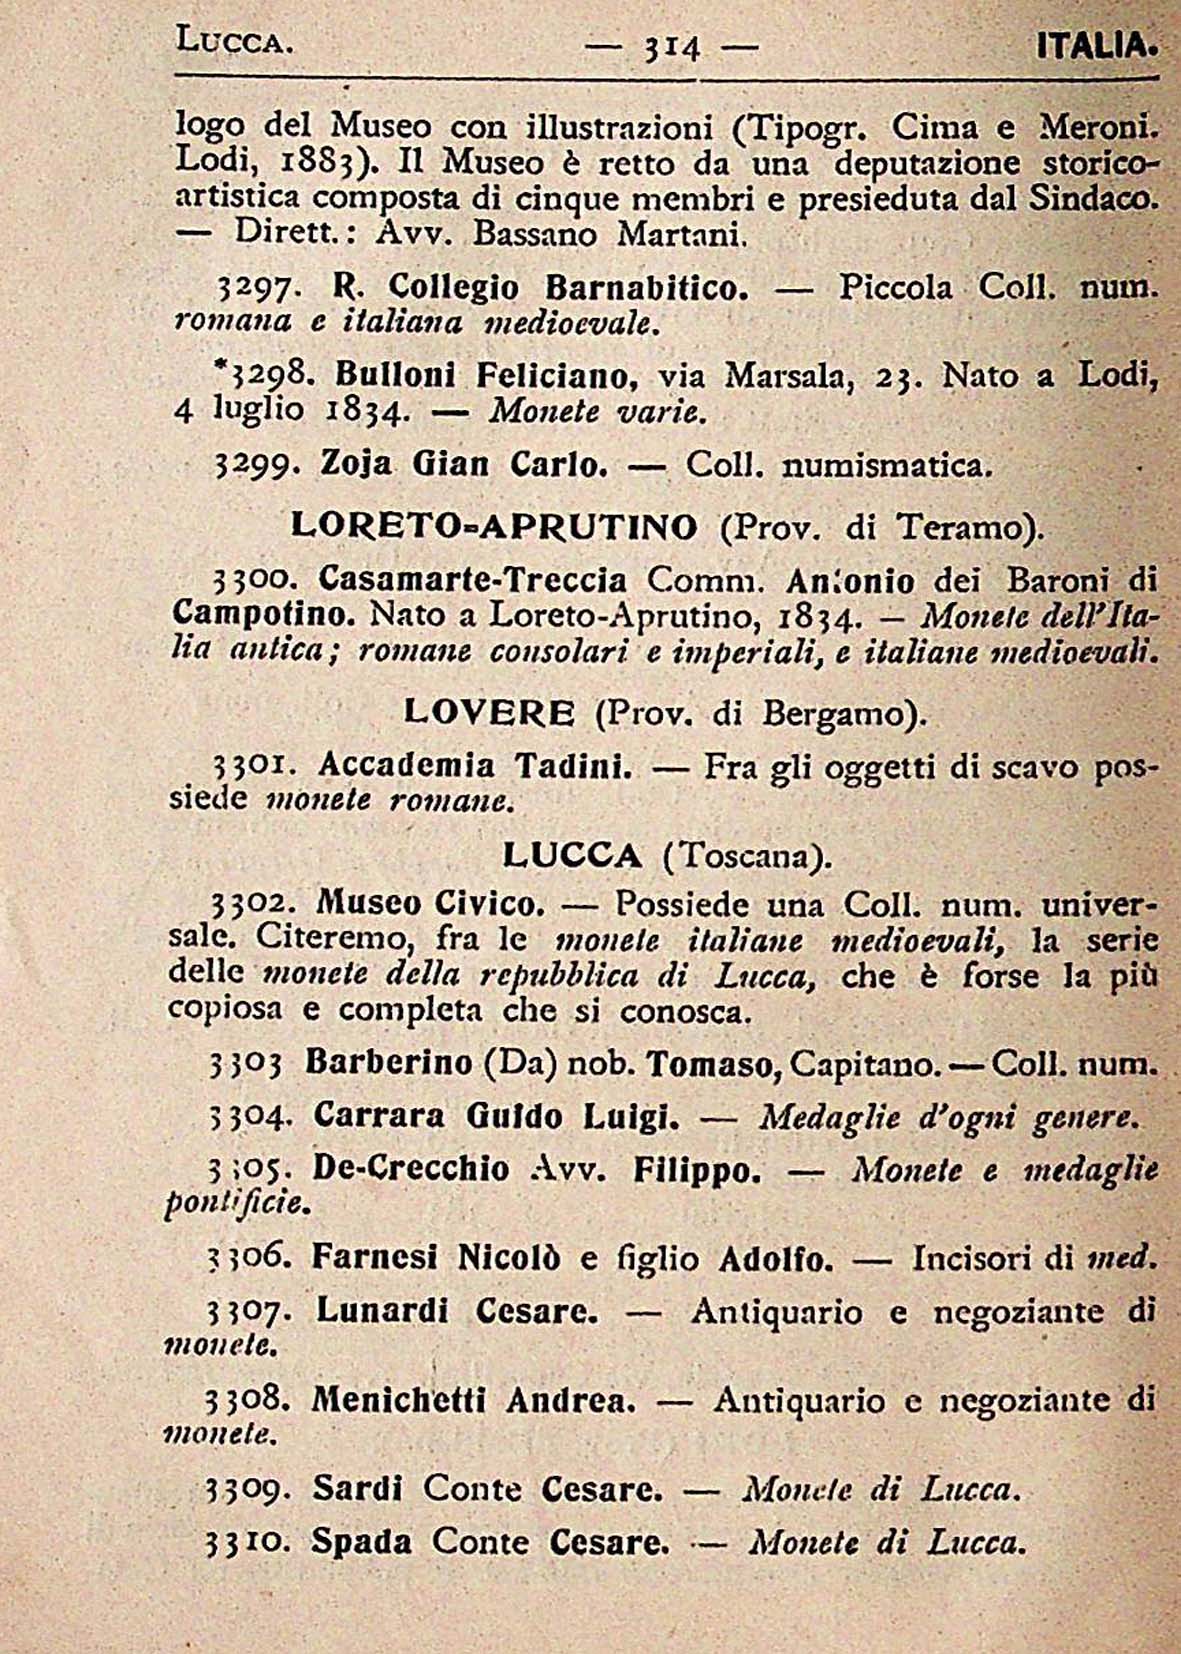 LUCCA. — 314 — ITALIA.
logo del Museo con illustrazioni (Tipogr. Cima e Meroni.
Lodi, 1883). Il Museo è retto da una deputazione storico-
artistica composta di cinque membri e presieduta dal Sindaco.
— Dirett.: Avv. Bassano Martani.
3297. R. Collegio Barnabitico. — Piccola Coll. num.
romana e italiana medioevale.
*3298. Bulloni Feliciano, via Marsala, 23. Nato a Lodi,
4 luglio 1834. — Monete varie.
3299. Zoja Gian Carlo. — Coll. numismatica.
LORETO-APRUTINO (Prov. di Teramo).
3300. Casamarte-Treccia Comm. Antonio dei Baroni di
Campotino. Nato a Loreto-Aprutino, 1834. — Monete dell'Ita-
lia antica; romane consolari e imperiali, e italiane medioevali.
LOVERE (Prov. di Bergamo).
3301. Accademia Tadini. — Fra gli oggetti di scavo pos-
siede monete romane.
LUCCA (Toscana).
3302. Museo Civico. — Possiede una Coll. num. univer-
sale. Citeremo, fra le monete italiane medioevali, la serie
delle monete della repubblica di Lucca, che è forse la più
copiosa e completa che si conosca.
3303 Barberino (Da) nob. Tomaso, Capitano. — Coll. num.
3304. Carrara Guido Luigi. — Medaglie d'ogni genere.
3305. De-Crecchio Avv. Filippo. — Monete e medaglie
pontificie.
3306. Farnesi Nicolò e figlio Adolfo. — Incisori di med.
3307. Lunardi Cesare. — Antiquario e negoziante di
monete.
3308. Menichetti Andrea. — Antiquario e negoziante di
monete.
3309. Sardi Conte Cesare. — Monete di Lucca.
3310. Spada Conte Cesare. — Monete di Lucca.